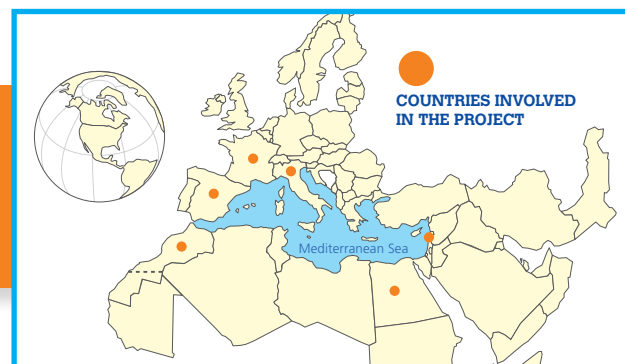 COUNTRIES INVOLVED
IN THE PROJECT
Mediterranean Sea